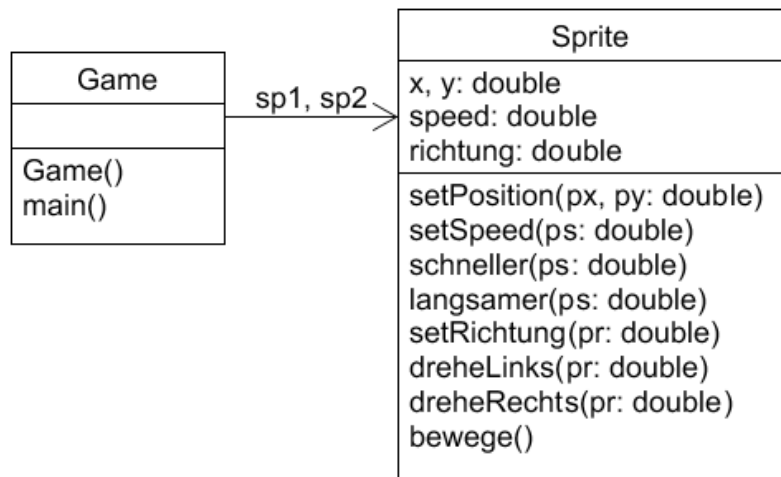 Game
Game()
main()
sp1, sp2
Sprite
x, y: double
speed: double
richtung: double
setPosition(px, py: double)
setSpeed(ps: double)
schneller(ps: double)
langsamer(ps: double)
setRichtung(pr: double)
dreheLinks(pr: double)
dreheRechts(pr: double)
bewege()